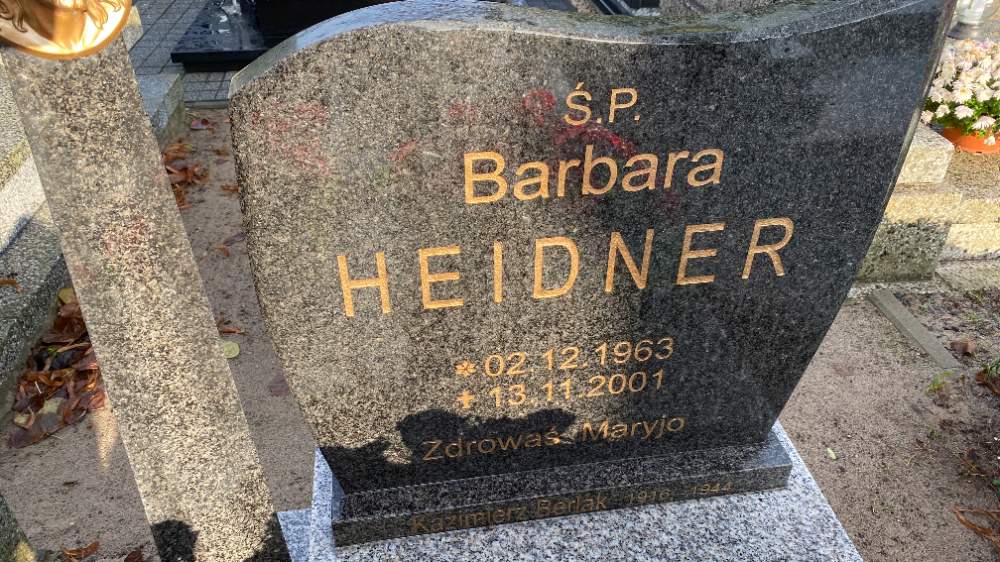 Ś.P.
Barbara
HEIDNER
* 02.12.1963
+ 13.11.2001
Zdrowaś Maryjo
Kazimierz Berlak 1916 - 1944